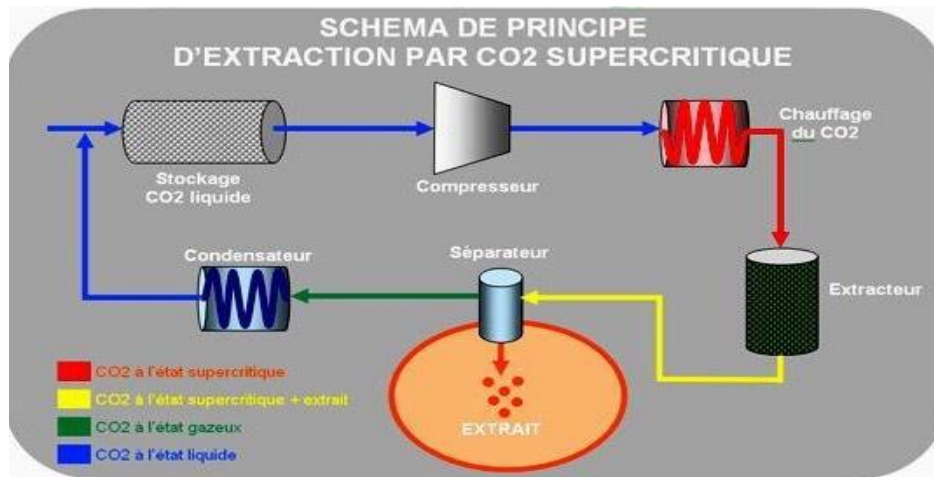 SCHEMA DE PRINCIPE
D'EXTRACTION PAR CO2 SUPERCRITIQUE
Chauffage
du CO2
Stockage
CO2 liquide
Compresseur
Condensateur
Séparateur
Extracteur
CO2 à l'état supercritique
CO2 à l'état supercritique + extrait
CO2 à l'état gazeux
CO2 à l'état liquide
EXTRAIT